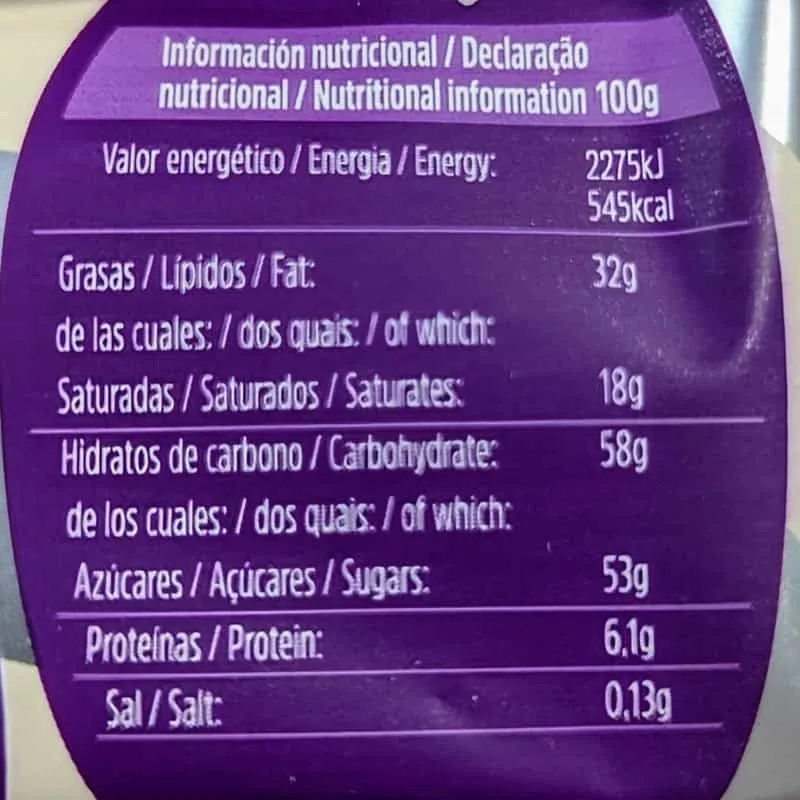 Información nutricional / Declaração
nutricional / Nutritional information 100g
Valor energético / Energia / Energy: 2275kJ
545kcal
Grasas / Lípidos / Fat: 32g
de las cuales: / dos quais: / of which:
Saturadas / Saturados / Saturates: 18g
Hidratos de carbono / Carbohydrate: 58g
de los cuales: / dos quais: / of which:
Azúcares / Açúcares / Sugars: 53g
Proteínas / Protein: 6,1g
Sal / Salt: 0,13g